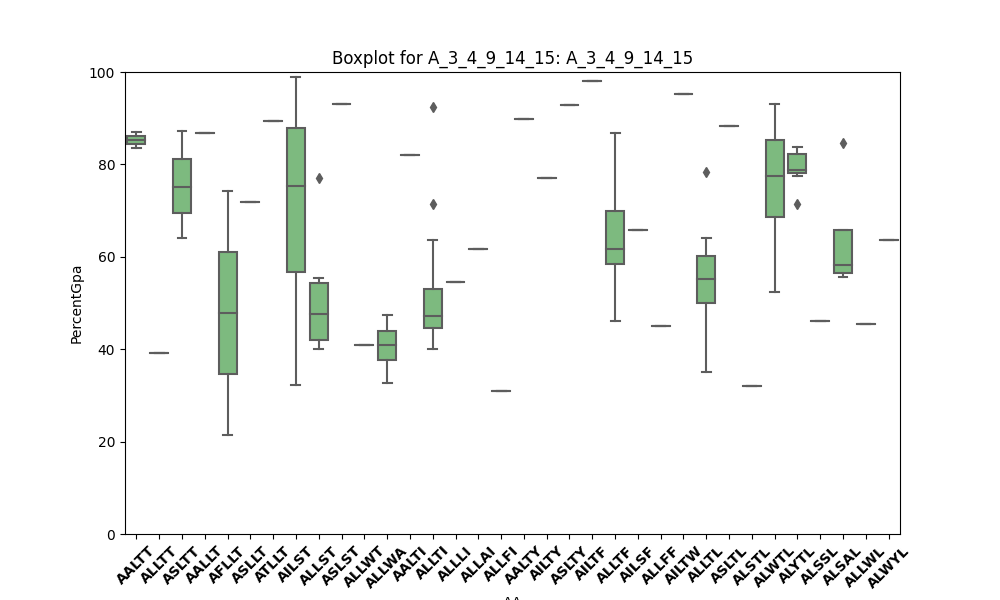 Boxplot for A_3_4_9_14_15: A_3_4_9_14_15
100
80
60
40
20
0
PercentGpa
AALTT
ALLTT
ASLTT
AALLT
AFLLT
ASLLT
ATLLT
AILST
ALLST
ASLST
ALLWT
ALLWA
AALTI
ALLTI
ALLLI
ALLAI
ALLFI
AALTY
AILTY
ASLTY
AILTF
ALLTF
AILSF
ALLFF
AILTW
ALLTL
ASLTL
ALSTL
ALWTL
ALYTL
ALSSL
ALSAL
ALLWL
ALWYL